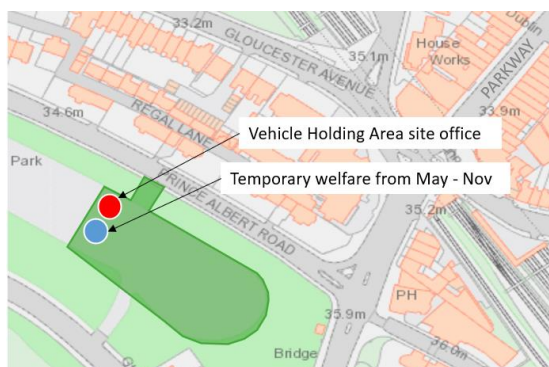 33.2m
GLOUCESTER AVENUE
35.1m
House
Works
Dublin
PARKWAY
33.9m
34.6m
REGAL LANE
Vehicle Holding Area site office
Park
Temporary welfare from May - Nov
PRINCE ALBERT ROAD
35.2m
35.9m
PH
36.0m
Bridge